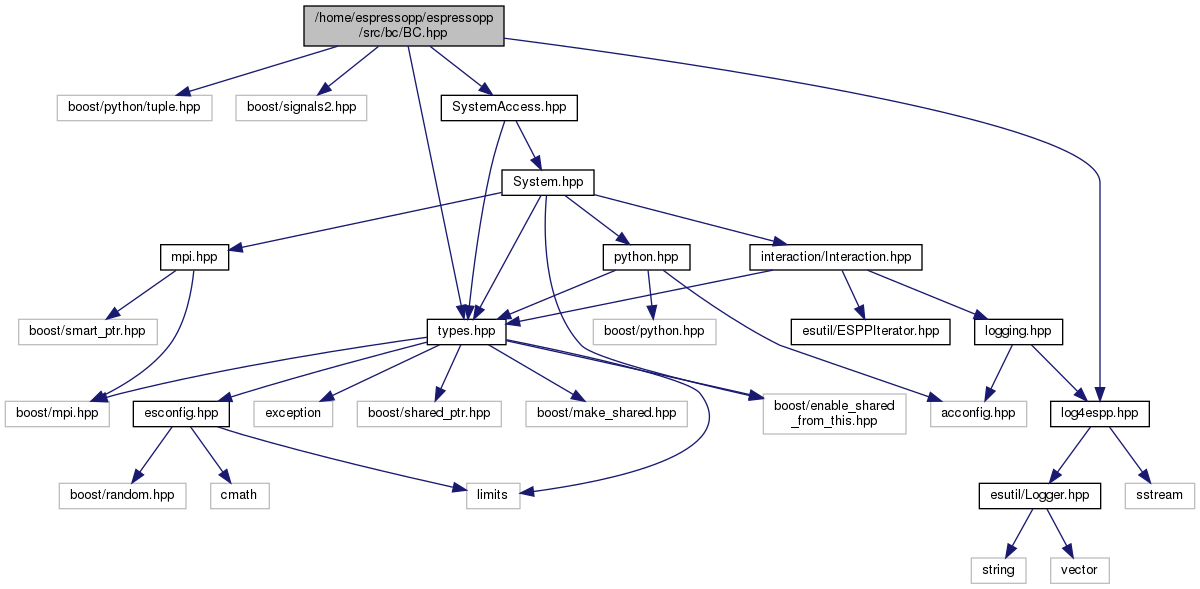 /home/espressopp/espressopp
/src/bc/BC.hpp
boost/python/tuple.hpp
boost/signals2.hpp
SystemAccess.hpp
System.hpp
mpi.hpp
python.hpp
interaction/Interaction.hpp
boost/smart_ptr.hpp
types.hpp
boost/python.hpp
esutil/ESPPIterator.hpp
logging.hpp
boost/mpi.hpp
esconfig.hpp
exception
boost/shared_ptr.hpp
boost/make_shared.hpp
boost/enable_shared
_from_this.hpp
acconfig.hpp
log4espp.hpp
boost/random.hpp
cmath
limits
esutil/Logger.hpp
sstream
string
vector